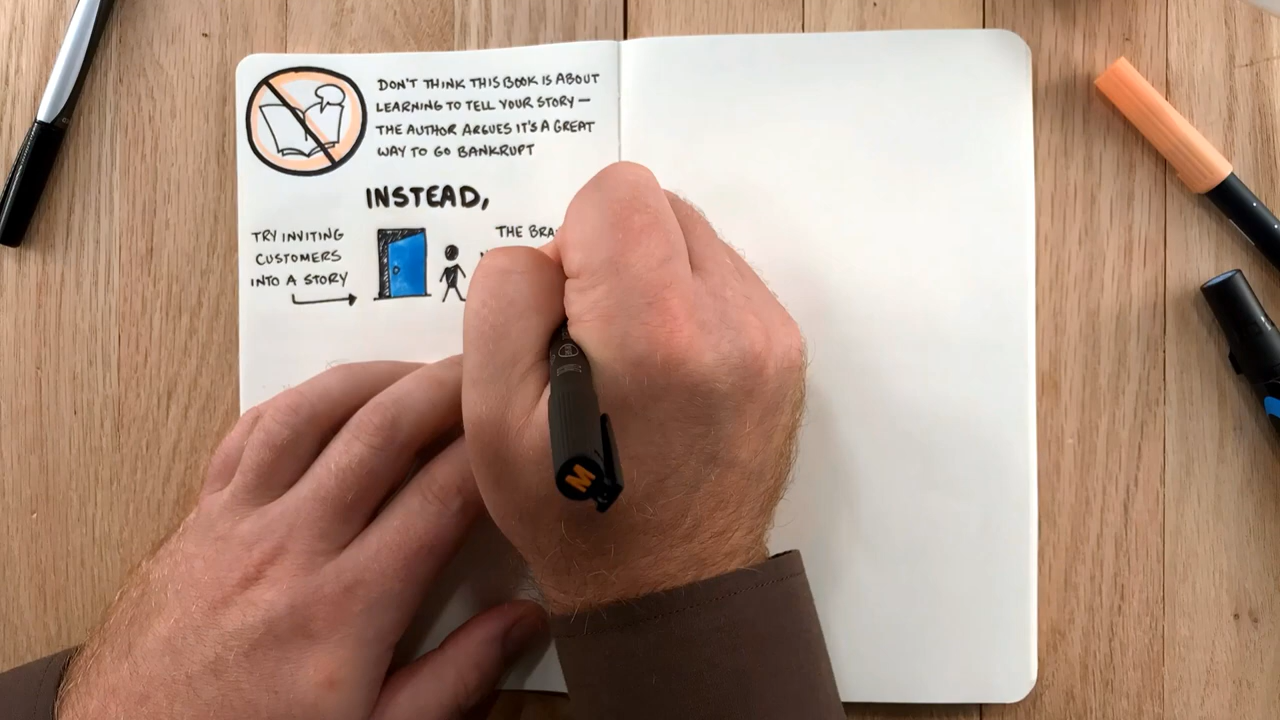 DON'T THINK THIS BOOK IS ABOUT
LEARNING TO TELL YOUR STORY —
THE AUTHOR ARGUES IT'S A GREAT
WAY TO GO BANKRUPT
INSTEAD,
TRY INVITING
CUSTOMERS
INTO A STORY
THE
M